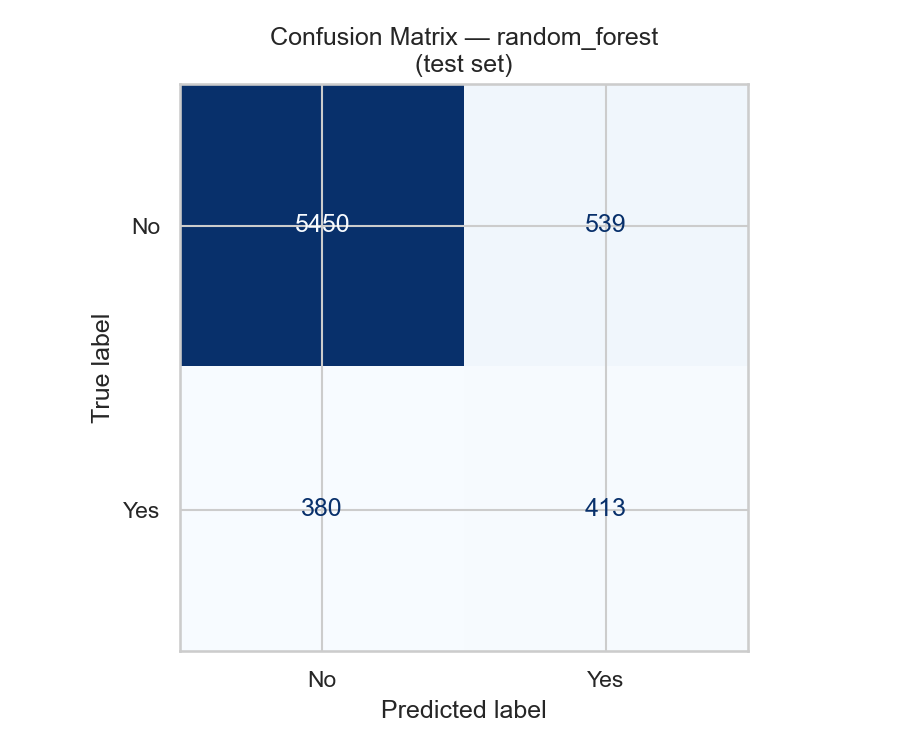 Confusion Matrix — random_forest
(test set)
No
5450
539
True label
Yes
380
413
No
Yes
Predicted label